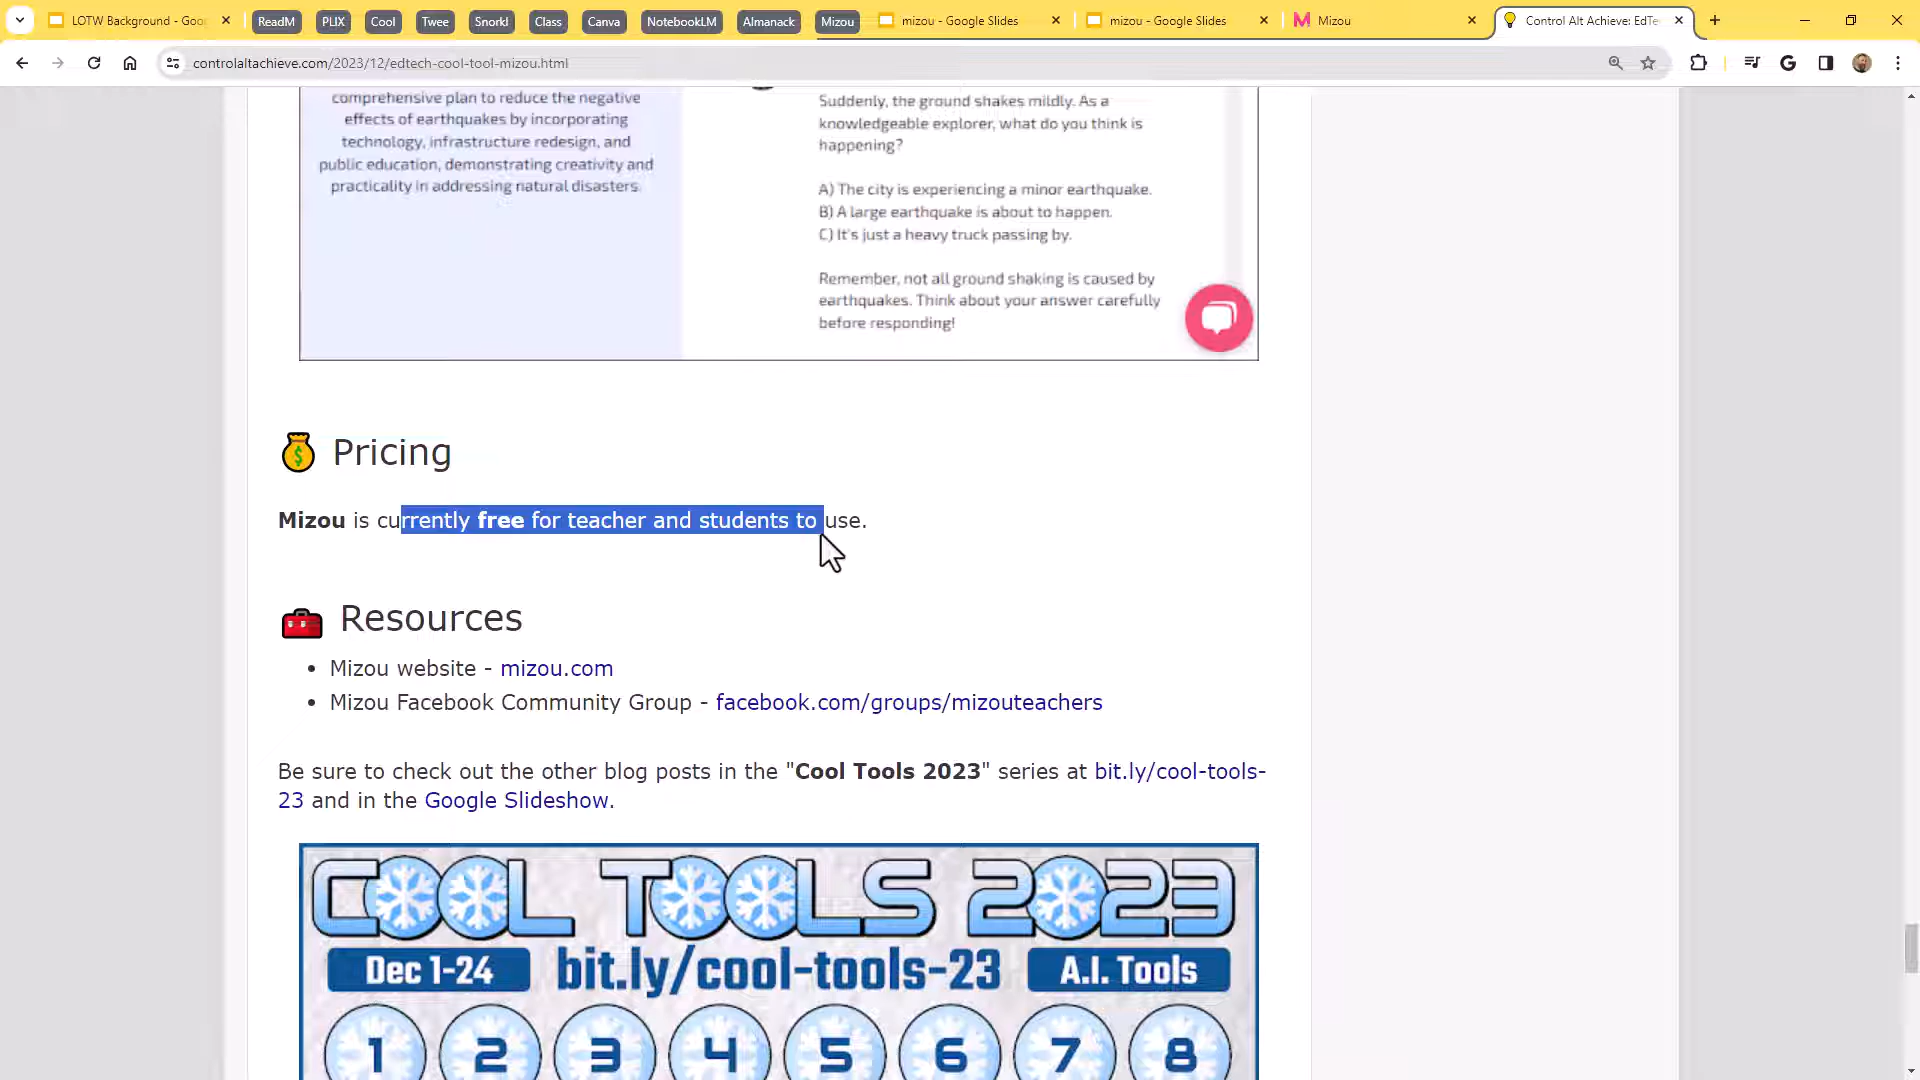 LOTW Background - Goo
ReadM
PLIX
Cool
Twee
Snorkl
Class
Canva
NotebookLM
Almanack
Mizou
mizou - Google Slides
mizou - Google Slides
Mizou
Control Alt Achieve: EdTe
controlaltachieve.com/2023/12/edtech-cool-tool-mizou.html
comprehensive plan to reduce the negative
effects of earthquakes by incorporating
technology, infrastructure redesign, and
public education, demonstrating creativity and
practicality in addressing natural disasters.
Suddenly, the ground shakes mildly. As a
knowledgeable explorer, what do you think is
happening?
A) The city is experiencing a minor earthquake.
B) A large earthquake is about to happen.
C) It's just a heavy truck passing by.
Remember, not all ground shaking is caused by
earthquakes. Think about your answer carefully
before responding!
Pricing
Mizou is currently free for teacher and students to use.
Resources
• Mizou website - mizou.com
• Mizou Facebook Community Group - facebook.com/groups/mizouteachers
Be sure to check out the other blog posts in the "Cool Tools 2023" series at bit.ly/cool-tools-
23 and in the Google Slideshow.
COOL TOOLS 2023
Dec 1-24
bit.ly/cool-tools-23
A.I. Tools
1 2 3 4 5 6 7 8